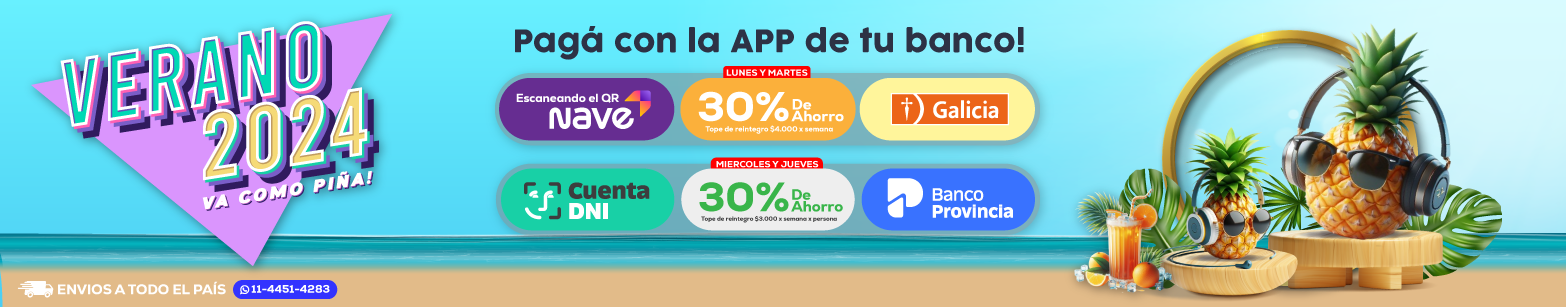 VERANO
2024
VA COMO PIÑA!
Pagá con la APP de tu banco!
LUNES Y MARTES
Escaneando el QR
nave
30% De Ahorro
Tope de reintegro $4.000 x semana
Galicia
MIERCOLES Y JUEVES
Cuenta
DNI
30% De Ahorro
Tope de reintegro $3.000 x semana x persona
Banco
Provincia
ENVIOS A TODO EL PAÍS
11-4451-4283